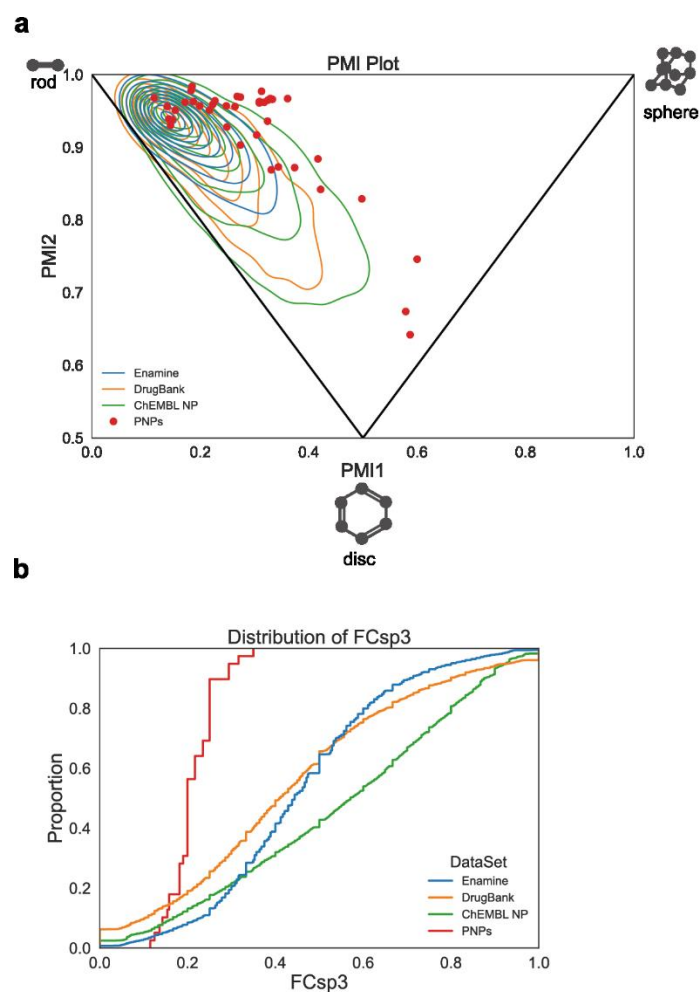 a
PMI Plot
rod
sphere
1.0
0.9
0.8
0.7
0.6
0.5
PMI2
Enamine
DrugBank
ChEMBL NP
PNPs
0.0 0.2 0.4 0.6 0.8 1.0
PMI1
disc
b
Distribution of FCsp3
1.0
0.8
0.6
0.4
0.2
0.0
Proportion
DataSet
Enamine
DrugBank
ChEMBL NP
PNPs
0.0 0.2 0.4 0.6 0.8 1.0
FCsp3